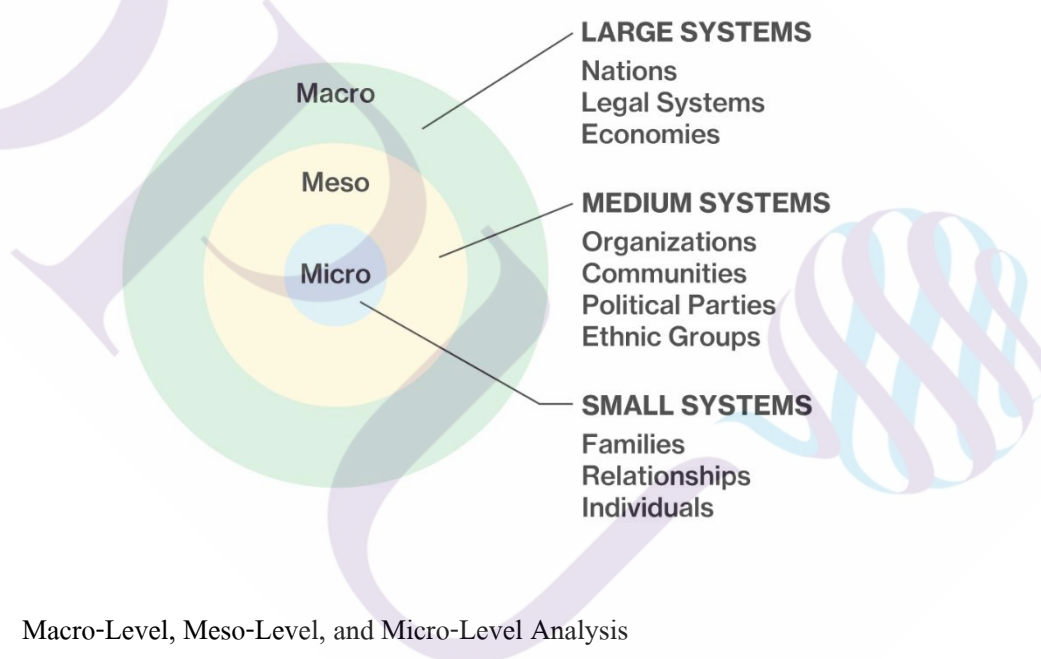 LARGE SYSTEMS
Macro
Nations
Legal Systems
Economies
Meso
MEDIUM SYSTEMS
Organizations
Micro
Communities
Political Parties
Ethnic Groups
SMALL SYSTEMS
Families
Relationships
Individuals
Macro-Level, Meso-Level, and Micro-Level Analysis